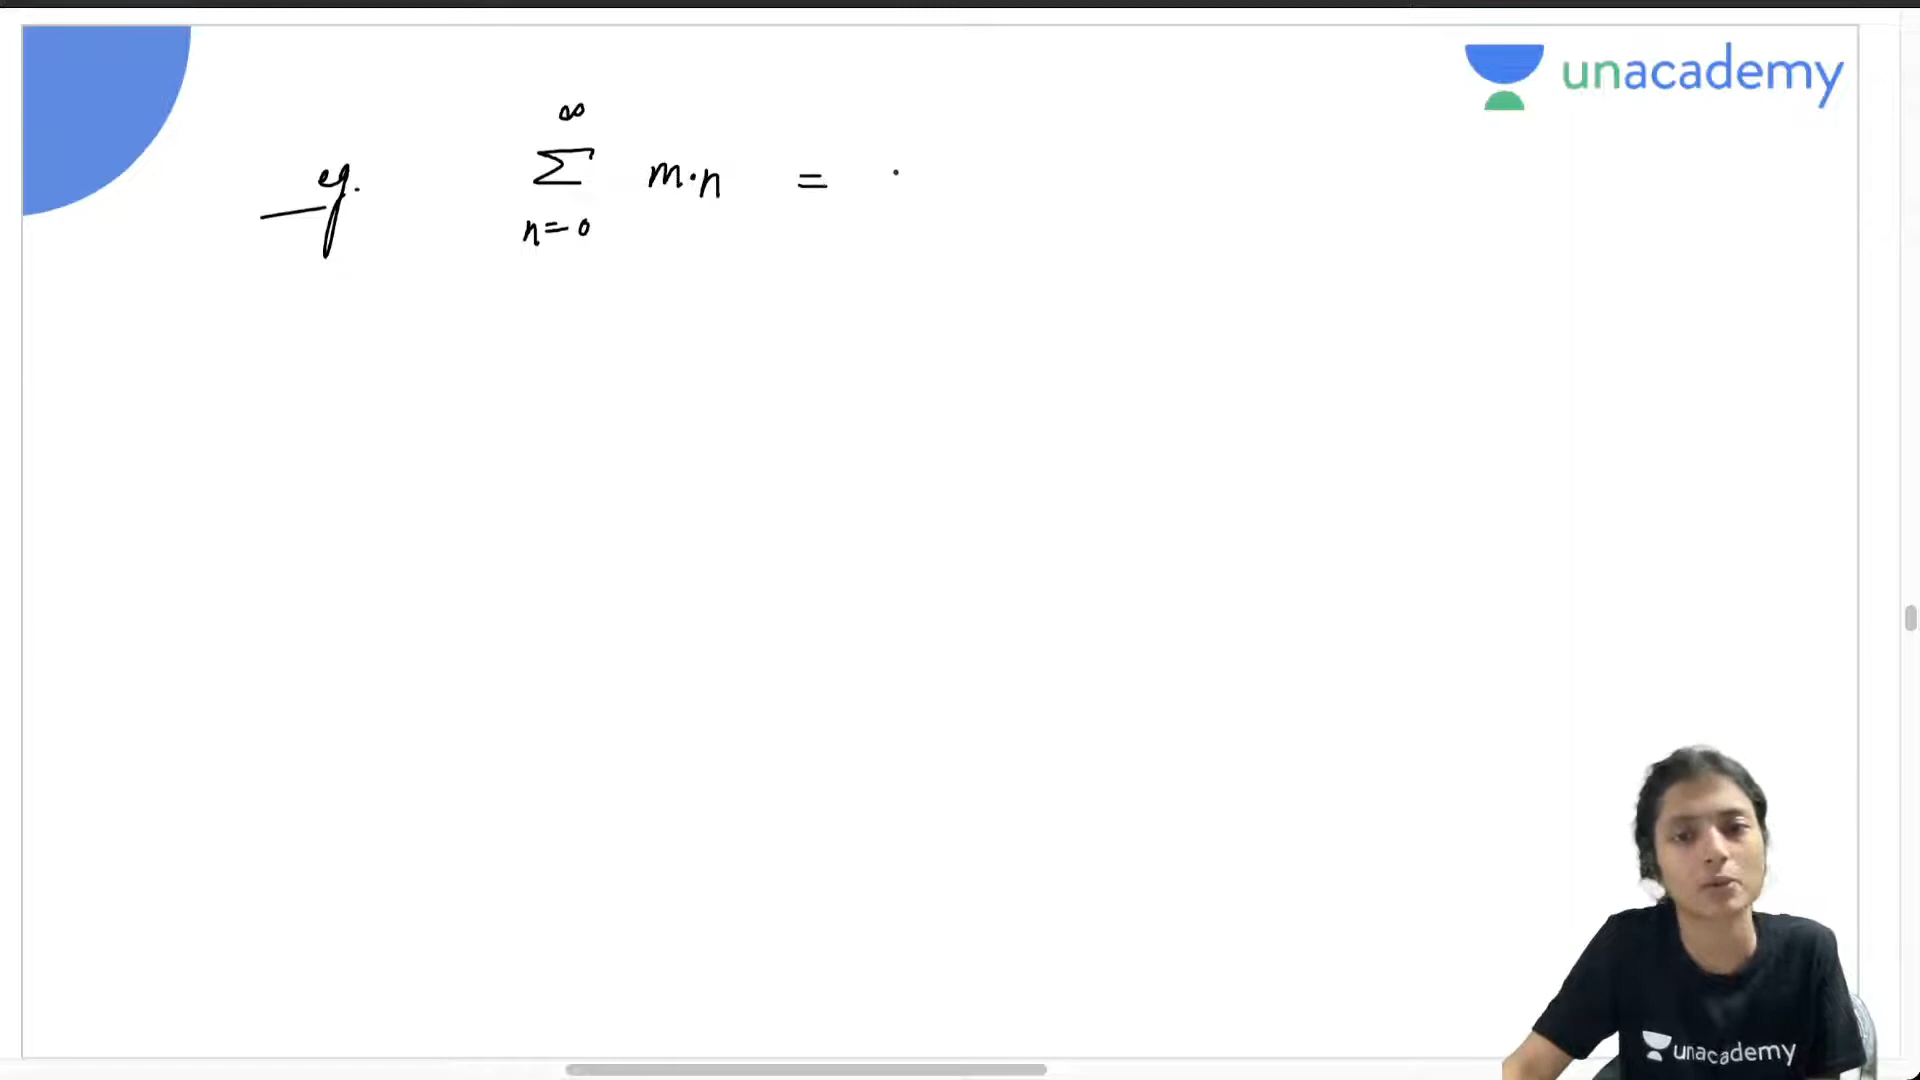 unacademy
eg. ∞ ∑ n=0 m·n =
unacademy